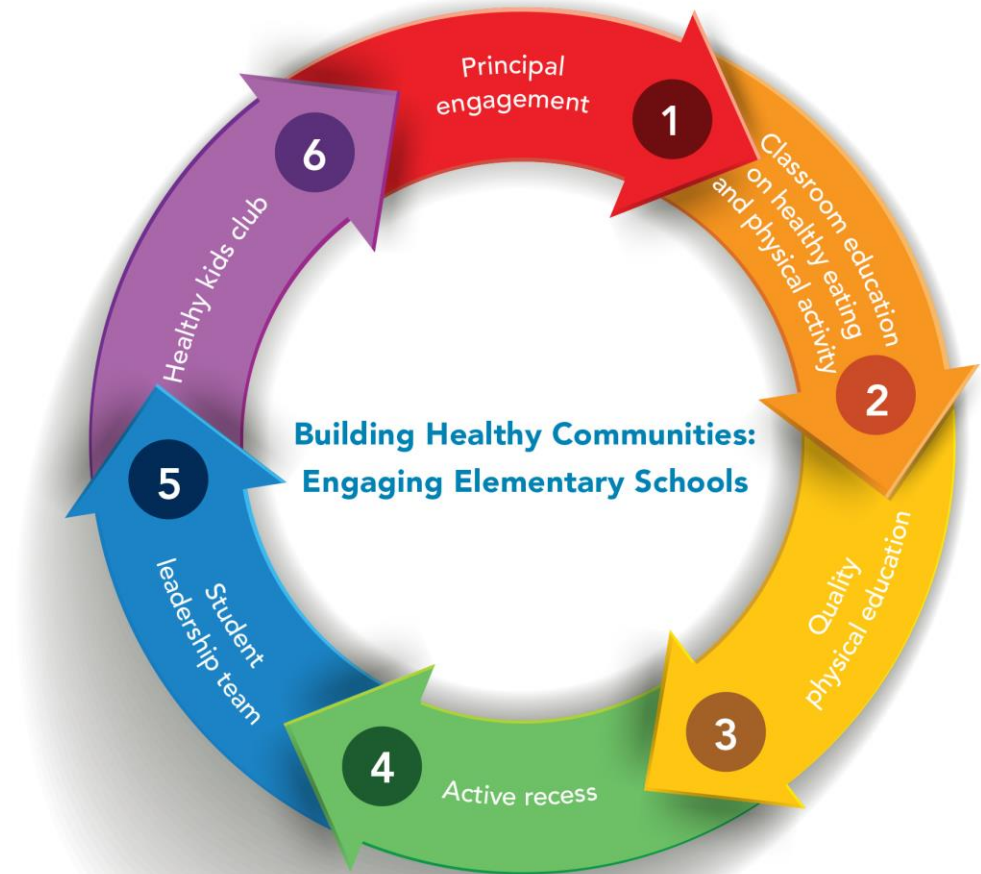 Principal
engagement
1
Classroom education
on healthy eating
and physical activity
2
Quality
physical education
3
Active recess
4
Student
leadership team
5
Healthy kids club
6
Building Healthy Communities:
Engaging Elementary Schools